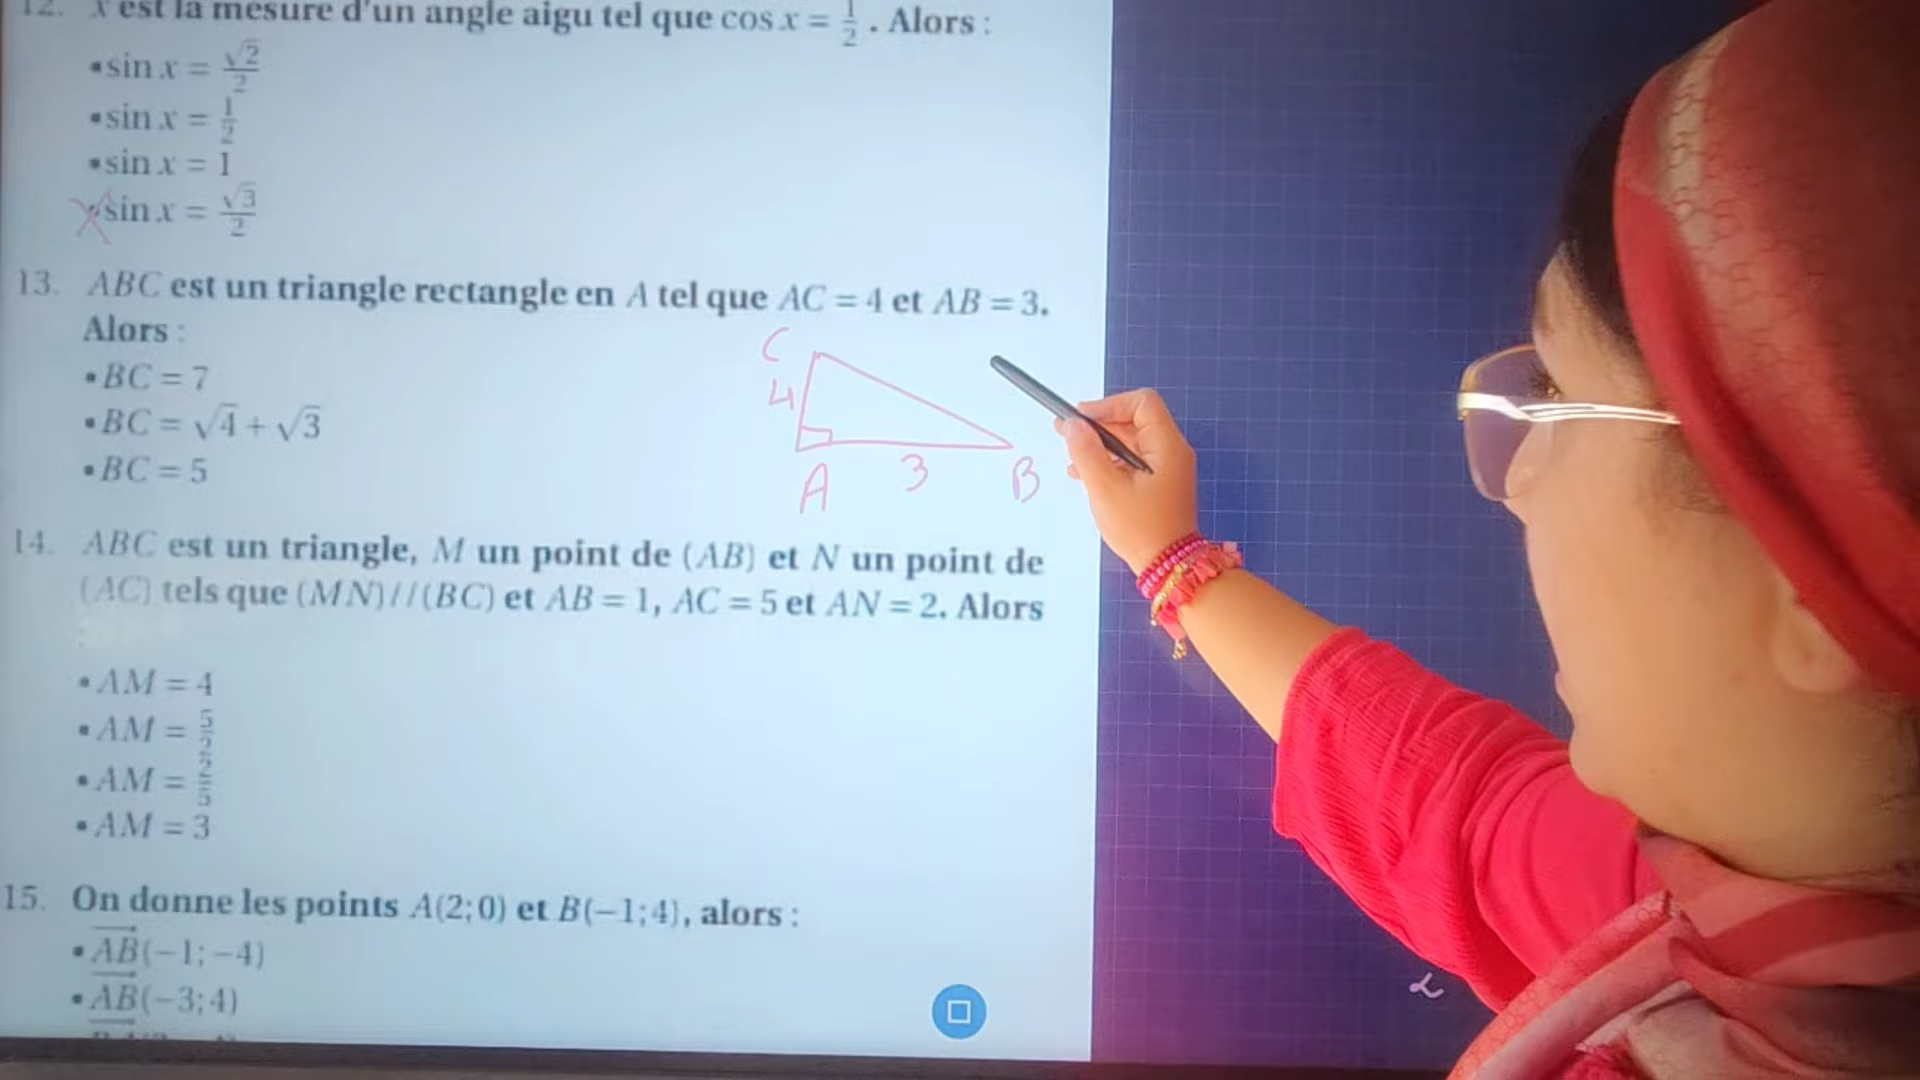 12. x est la mesure d'un angle aigu tel que cos x = 1/2 . Alors :
• sin x = √2/2
• sin x = 1/2
• sin x = 1
• sin x = √3/2
13. ABC est un triangle rectangle en A tel que AC = 4 et AB = 3.
Alors :
• BC = 7
• BC = √4 + √3
• BC = 5
C
4
A 3 B
14. ABC est un triangle, M un point de (AB) et N un point de
(AC) tels que (MN)//(BC) et AB = 1, AC = 5 et AN = 2. Alors
:
• AM = 4
• AM = 5/2
• AM = 2/5
• AM = 3
15. On donne les points A(2;0) et B(−1;4), alors :
• AB(−1;−4)
• AB(−3;4)